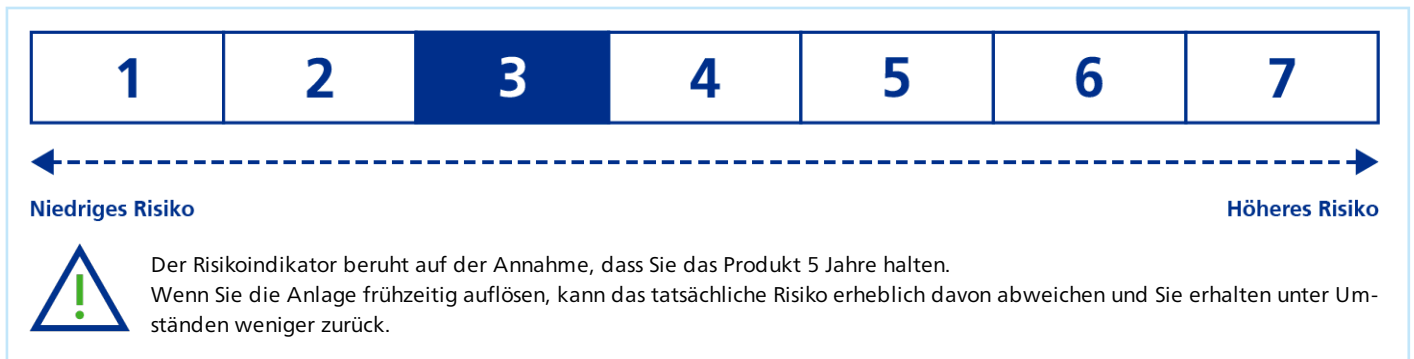 1 2 3 4 5 6 7
Niedriges Risiko Höheres Risiko
Der Risikoindikator beruht auf der Annahme, dass Sie das Produkt 5 Jahre halten.
Wenn Sie die Anlage frühzeitig auflösen, kann das tatsächliche Risiko erheblich davon abweichen und Sie erhalten unter Um-
ständen weniger zurück.